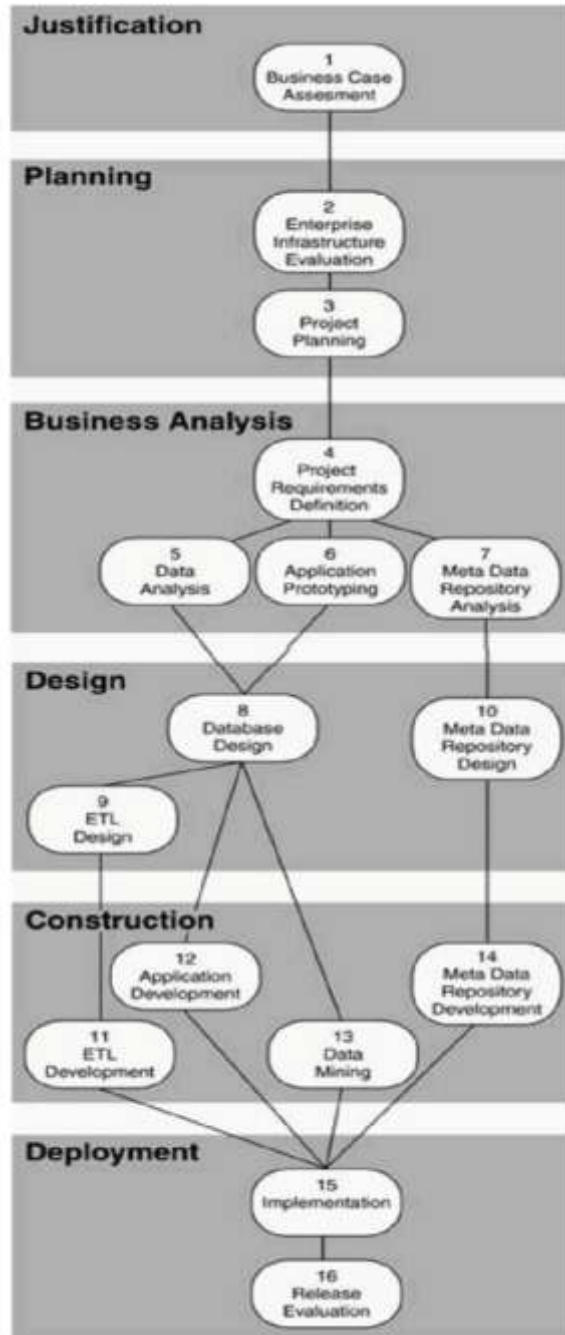 Justification
1
Business Case
Assesment
Planning
2
Enterprise
Infrastructure
Evaluation
3
Project
Planning
Business Analysis
4
Project
Requirements
Definition
5
Data
Analysis
6
Application
Prototyping
7
Meta Data
Repository
Analysis
Design
8
Database
Design
10
Meta Data
Repository
Design
9
ETL
Design
Construction
12
Application
Development
14
Meta Data
Repository
Development
11
ETL
Development
13
Data
Mining
Deployment
15
Implementation
16
Release
Evaluation